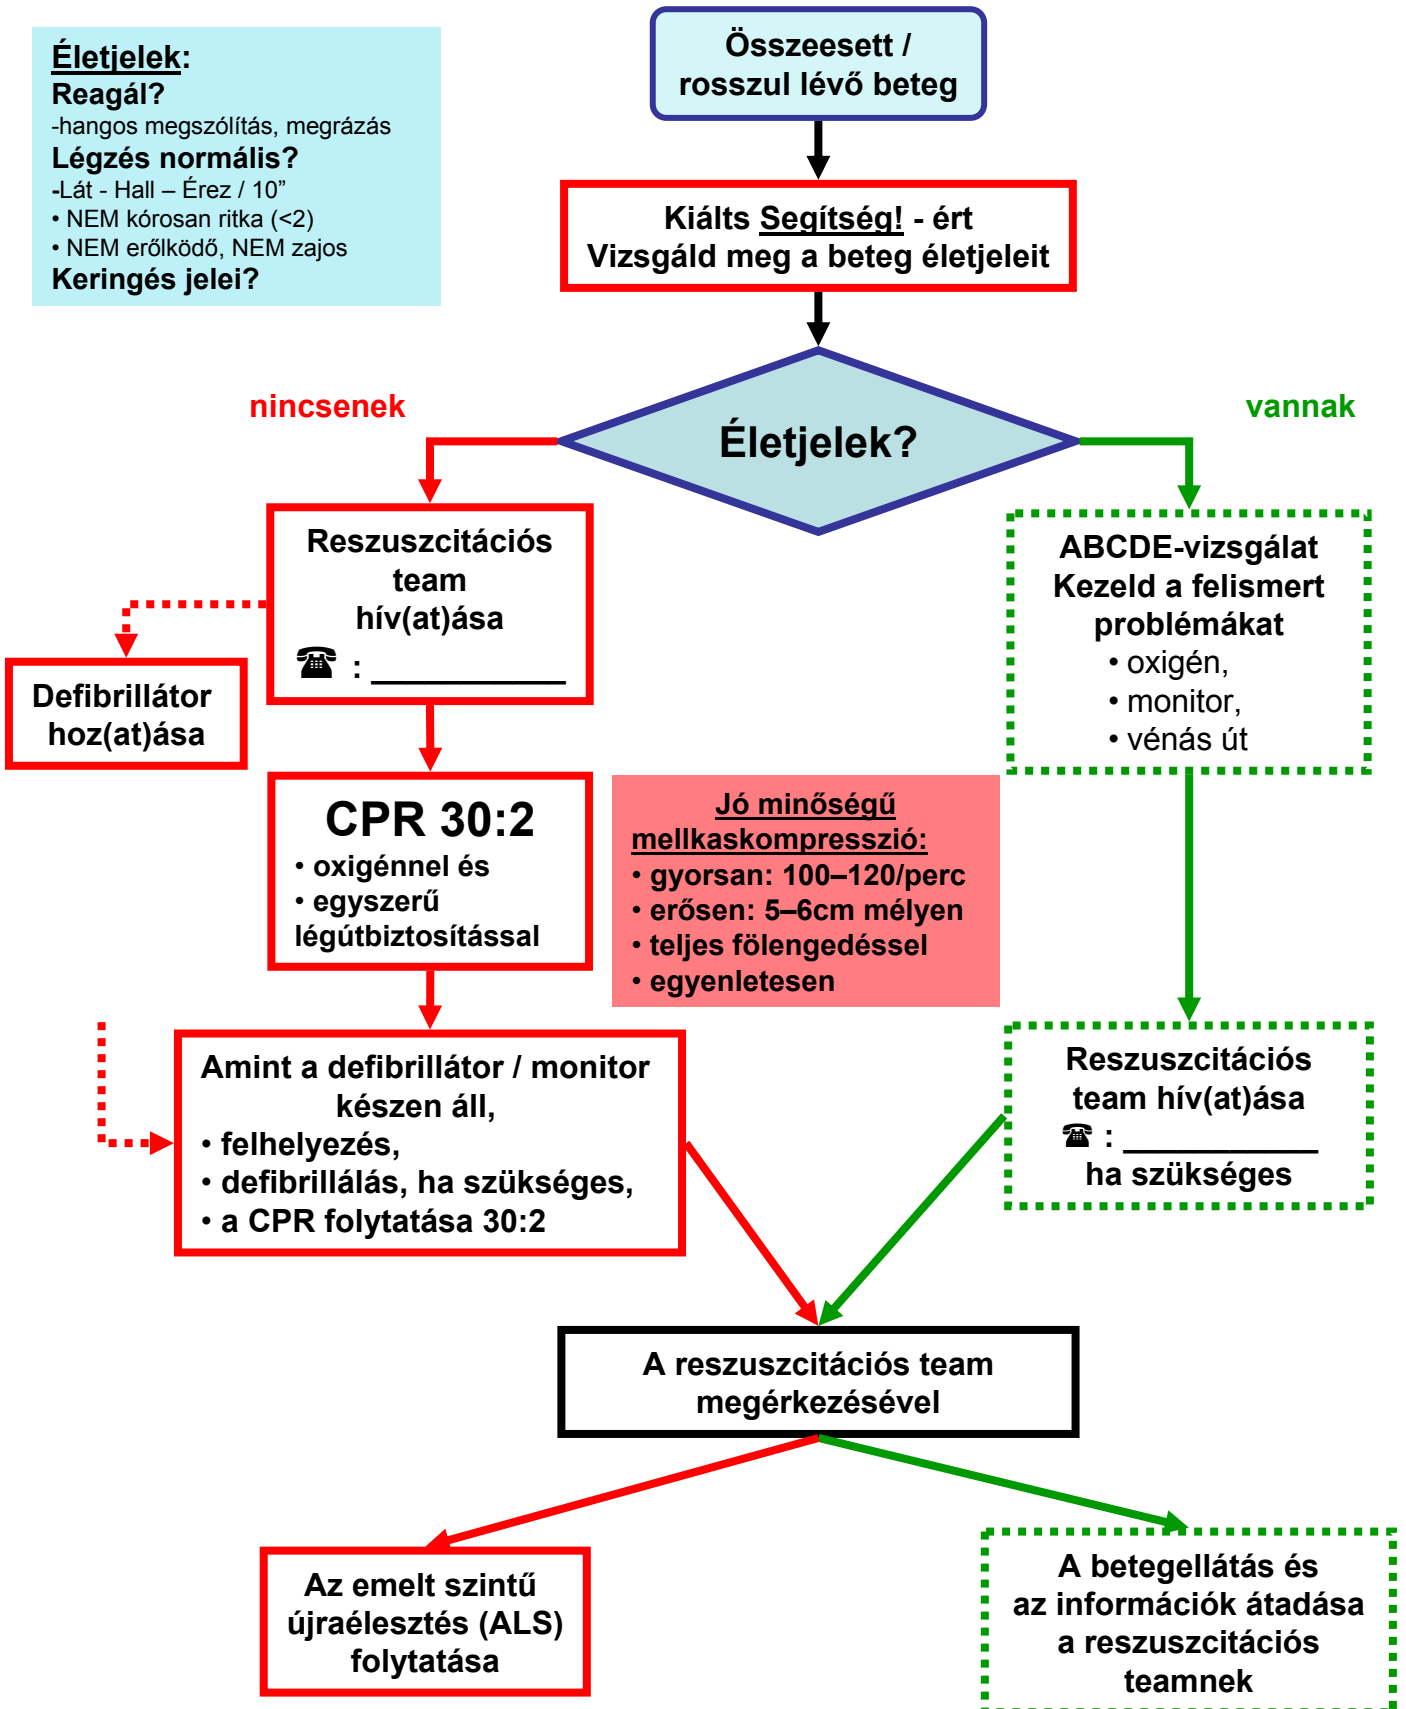 Életjelek:
Reagál?
-hangos megszólítás, megrázás
Légzés normális?
-Lát - Hall – Érez / 10”
• NEM kórosan ritka (<2)
• NEM erőlködő, NEM zajos
Keringés jelei?
Összeesett /
rosszul lévő beteg
Kiálts Segítség! - ért
Vizsgáld meg a beteg életjeleit
nincsenek
Életjelek?
vannak
Reszuszcitációs
team
hív(at)ása
☎ : ___________
Defibrillátor
hoz(at)ása
ABCDE-vizsgálat
Kezeld a felismert
problémákat
• oxigén,
• monitor,
• vénás út
CPR 30:2
• oxigénnel és
• egyszerű
légútbiztosítással
Jó minőségű
mellkaskompresszió:
• gyorsan: 100–120/perc
• erősen: 5–6cm mélyen
• teljes fölengedéssel
• egyenletesen
Amint a defibrillátor / monitor
készen áll,
• felhelyezés,
• defibrillálás, ha szükséges,
• a CPR folytatása 30:2
Reszuszcitációs
team hív(at)ása
☎ : ___________
ha szükséges
A reszuszcitációs team
megérkezésével
Az emelt szintű
újraélesztés (ALS)
folytatása
A betegellátás és
az információk átadása
a reszuszcitációs
teamnek